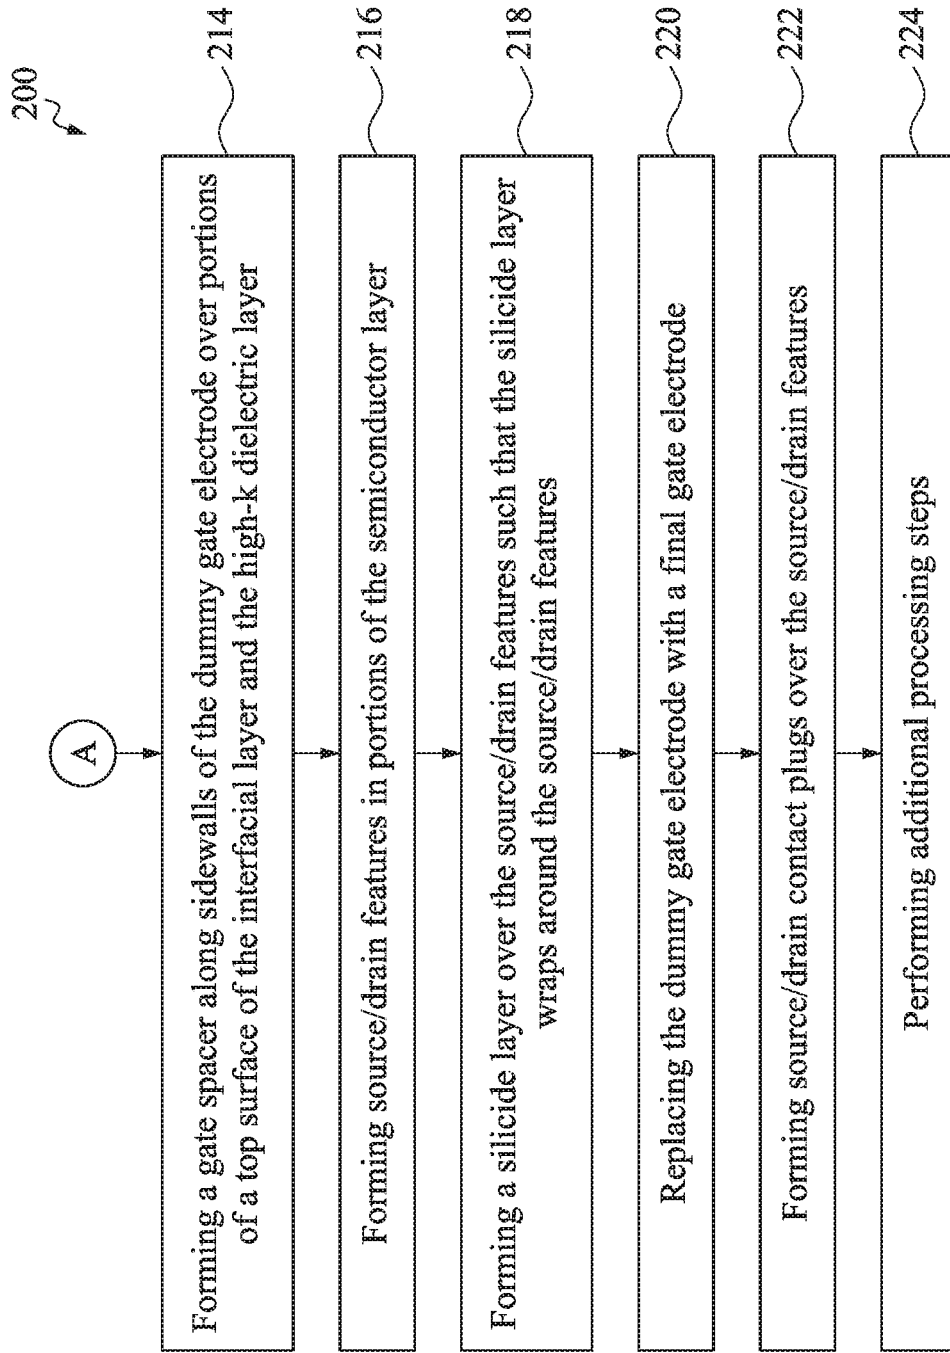 200
A
Forming a gate spacer along sidewalls of the dummy gate electrode over portions
of a top surface of the interfacial layer and the high-k dielectric layer
214
Forming source/drain features in portions of the semiconductor layer
216
Forming a silicide layer over the source/drain features such that the silicide layer
wraps around the source/drain features
218
Replacing the dummy gate electrode with a final gate electrode
220
Forming source/drain contact plugs over the source/drain features
222
Performing additional processing steps
224